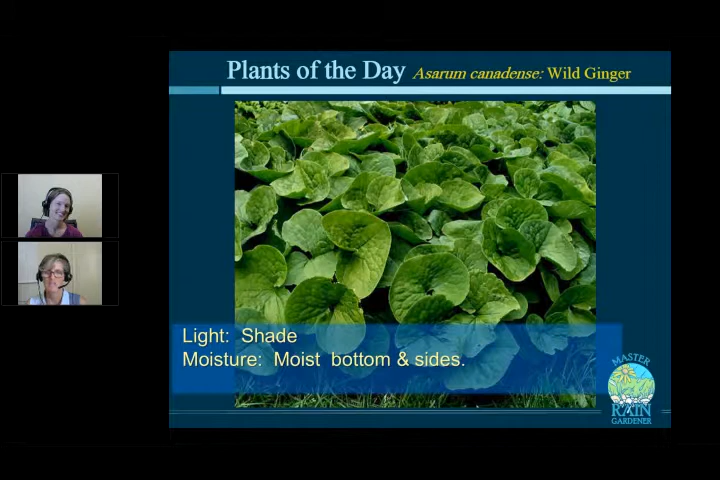 Plants of the Day Asarum canadense: Wild Ginger
Light: Shade
Moisture: Moist bottom & sides.
MASTER
RAIN
GARDENER